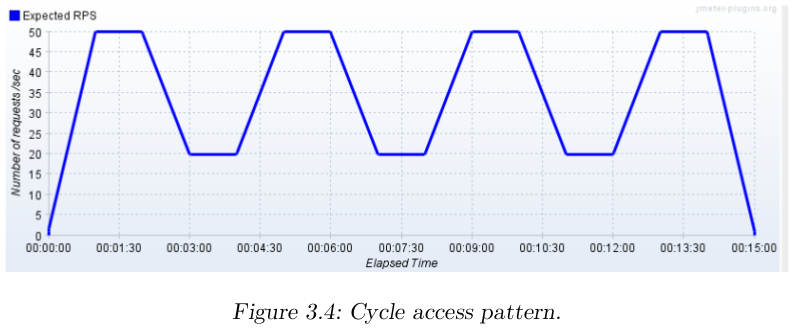 jmeter-plugins.org
Expected RPS
50
45
40
35
30
25
20
15
10
5
0
Number of requests /sec
00:00:00 00:01:30 00:03:00 00:04:30 00:06:00 00:07:30 00:09:00 00:10:30 00:12:00 00:13:30 00:15:00
Elapsed Time
Figure 3.4: Cycle access pattern.